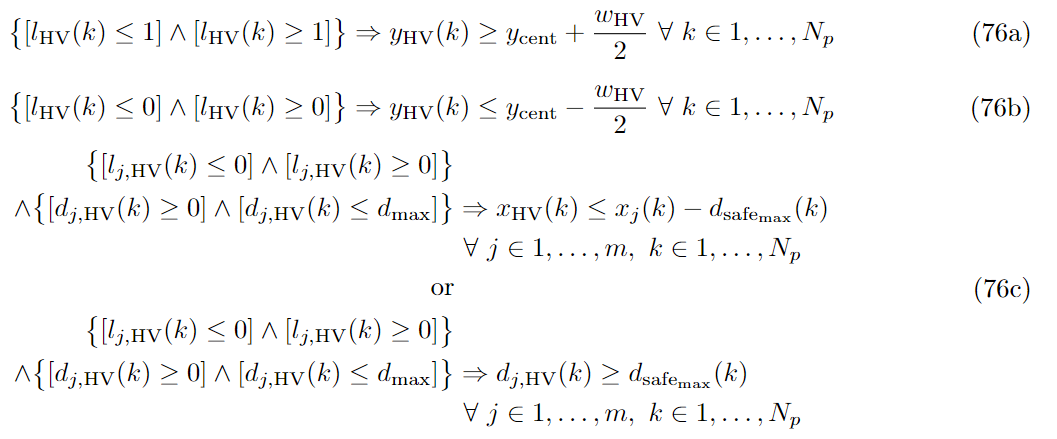 {[l_HV(k) ≤ 1] ∧ [l_HV(k) ≥ 1]} ⇒ y_HV(k) ≥ y_cent + w_HV/2 ∀ k ∈ 1, . . . , N_p (76a)
{[l_HV(k) ≤ 0] ∧ [l_HV(k) ≥ 0]} ⇒ y_HV(k) ≤ y_cent − w_HV/2 ∀ k ∈ 1, . . . , N_p (76b)
{[l_j,HV(k) ≤ 0] ∧ [l_j,HV(k) ≥ 0]}
∧{[d_j,HV(k) ≥ 0] ∧ [d_j,HV(k) ≤ d_max]} ⇒ x_HV(k) ≤ x_j(k) − d_safe_max(k)
∀ j ∈ 1, . . . , m, k ∈ 1, . . . , N_p
or (76c)
{[l_j,HV(k) ≤ 0] ∧ [l_j,HV(k) ≥ 0]}
∧{[d_j,HV(k) ≥ 0] ∧ [d_j,HV(k) ≤ d_max]} ⇒ d_j,HV(k) ≥ d_safe_max(k)
∀ j ∈ 1, . . . , m, k ∈ 1, . . . , N_p